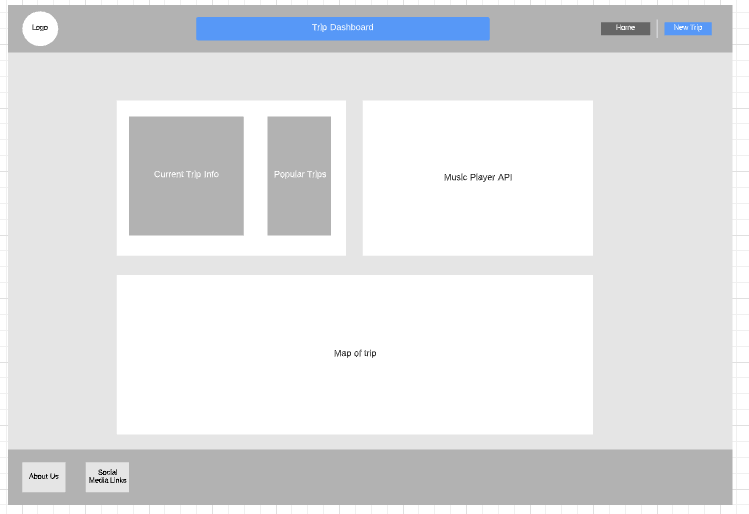 Logo
Trip Dashboard
Home
New Trip
Current Trip Info
Popular Trips
Music Player API
Map of trip
About Us
Social
Media Links